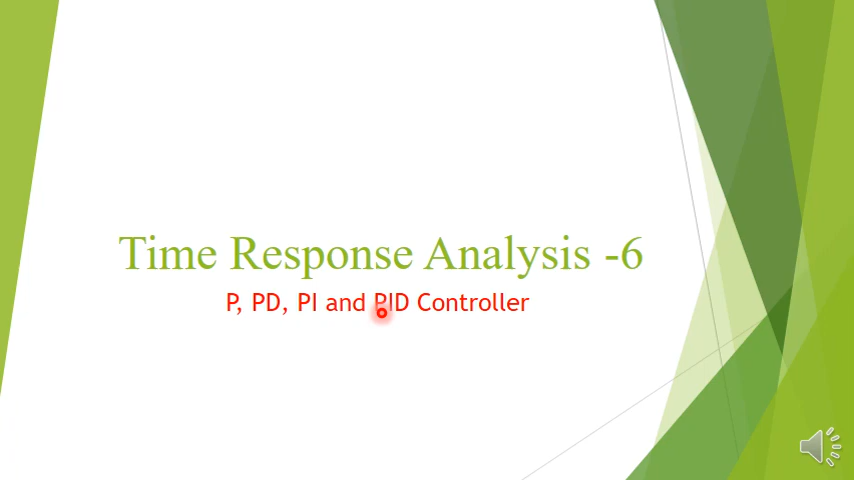 Time Response Analysis -6
P, PD, PI and PID Controller